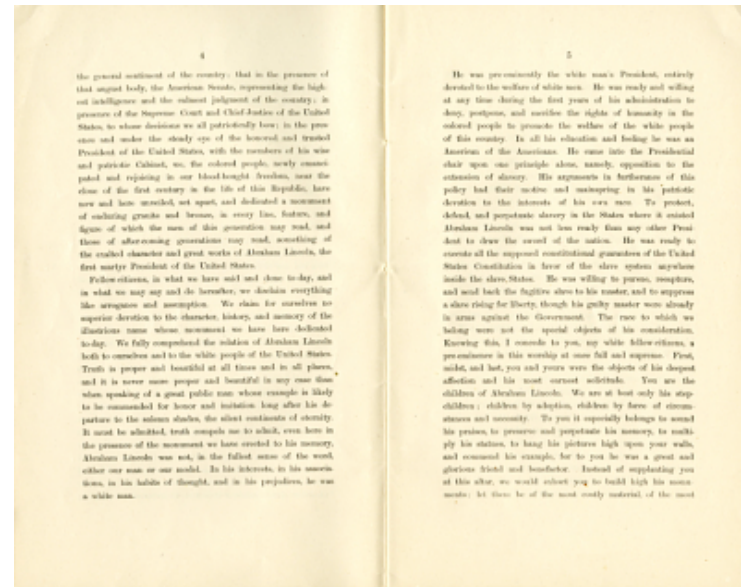 4
the general sentiment of the country; that in the presence of
that august body, the American Senate, representing the high-
est intelligence and the calmest judgment of the country; in
presence of the Supreme Court and Chief-Justice of the United
States, to whose decisions we all patriotically bow; in the pres-
ence and under the steady eye of the honored and trusted
President of the United States, with the members of his wise
and patriotic Cabinet, we, the colored people, newly emanci-
pated and rejoicing in our blood-bought freedom, near the
close of the first century in the life of this Republic, have
now and here unveiled, set apart, and dedicated a monument
of enduring granite and bronze, in every line, feature, and
figure of which the men of this generation may read, and
those of after-coming generations may read, something of
the exalted character and great works of Abraham Lincoln, the
first martyr President of the United States.
Fellow-citizens, in what we have said and done to-day, and
in what we may say and do hereafter, we disclaim everything
like arrogance and assumption. We claim for ourselves no
superior devotion to the character, history, and memory of the
illustrious name whose monument we have here dedicated
to-day. We fully comprehend the relation of Abraham Lincoln
both to ourselves and to the white people of the United States.
Truth is proper and beautiful at all times and in all places,
and it is never more proper and beautiful in any case than
when speaking of a great public man whose example is likely
to be commended for honor and imitation long after his de-
parture to the solemn shades, the silent continents of eternity.
It must be admitted, truth compels me to admit, even here in
the presence of the monument we have erected to his memory,
Abraham Lincoln was not, in the fullest sense of the word,
either our man or our model. In his interests, in his associa-
tions, in his habits of thought, and in his prejudices, he was
a white man.
5
He was pre-eminently the white man's President, entirely
devoted to the welfare of white men. He was ready and willing
at any time during the first years of his administration to
deny, postpone, and sacrifice the rights of humanity in the
colored people to promote the welfare of the white people
of this country. In all his education and feeling he was an
American of the Americans. He came into the Presidential
chair upon one principle alone, namely, opposition to the
extension of slavery. His arguments in furtherance of this
policy had their motive and mainspring in his patriotic
devotion to the interests of his own race. To protect,
defend, and perpetuate slavery in the States where it existed
Abraham Lincoln was not less ready than any other Presi-
dent to draw the sword of the nation. He was ready to
execute all the supposed constitutional guarantees of the United
States Constitution in favor of the slave system anywhere
inside the slave States. He was willing to pursue, recapture,
and send back the fugitive slave to his master, and to suppress
a slave rising for liberty, though his guilty master were already
in arms against the Government. The race to which we
belong were not the special objects of his consideration.
Knowing this, I concede to you, my white fellow-citizens, a
pre-eminence in this worship at once full and supreme. First,
midst, and last, you and yours were the objects of his deepest
affection and his most earnest solicitude. You are the
children of Abraham Lincoln. We are at best only his step-
children; children by adoption, children by force of circum-
stances and necessity. To you it especially belongs to sound
his praises, to preserve and perpetuate his memory, to multi-
ply his statues, to hang his pictures high upon your walls,
and commend his example, for to you he was a great and
glorious friend and benefactor. Instead of supplanting you
at this altar, we would exhort you to build high his monu-
ments; let them be of the most costly material, of the most